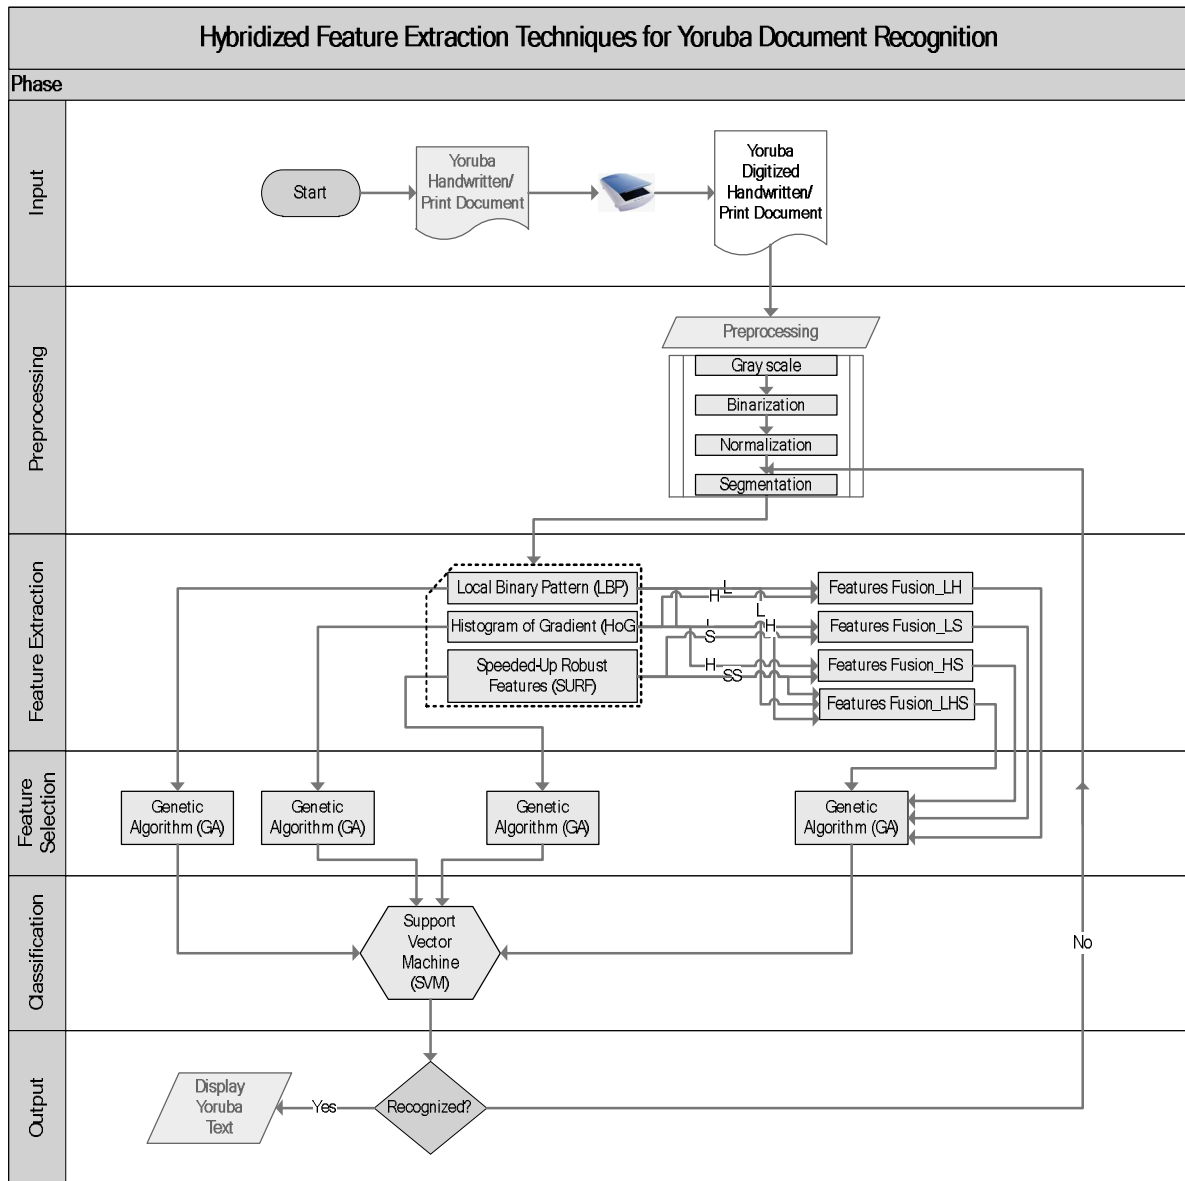 Hybridized Feature Extraction Techniques for Yoruba Document Recognition
Phase
Input
Start
Yoruba
Handwritten/
Print Document
Yoruba
Digitized
Handwritten/
Print Document
Preprocessing
Preprocessing
Gray scale
Binarization
Normalization
Segmentation
Feature Extraction
Local Binary Pattern (LBP)
Histogram of Gradient (HoG
Speeded-Up Robust
Features (SURF)
L
H
L
H
S
H
SS
Features Fusion_LH
Features Fusion_LS
Features Fusion_HS
Features Fusion_LHS
Feature
Selection
Genetic
Algorithm (GA)
Genetic
Algorithm (GA)
Genetic
Algorithm (GA)
Genetic
Algorithm (GA)
Classification
Support
Vector
Machine
(SVM)
No
Output
Display
Yoruba
Text
Yes
Recognized?